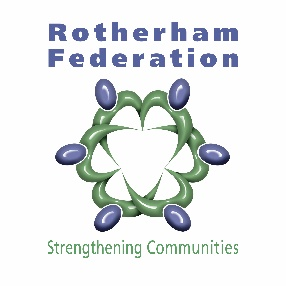 Rotherham
Federation
Strengthening Communities